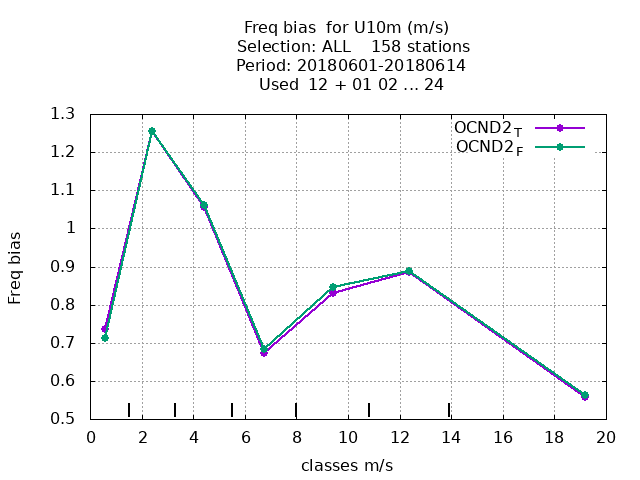 Freq bias  for U10m (m/s)
Selection: ALL    158 stations
Period: 20180601-20180614
Used  12 + 01 02 ... 24
OCND2T
OCND2F
1.3
1.2
1.1
1
0.9
0.8
0.7
0.6
0.5
Freq bias
0 2 4 6 8 10 12 14 16 18 20
classes m/s